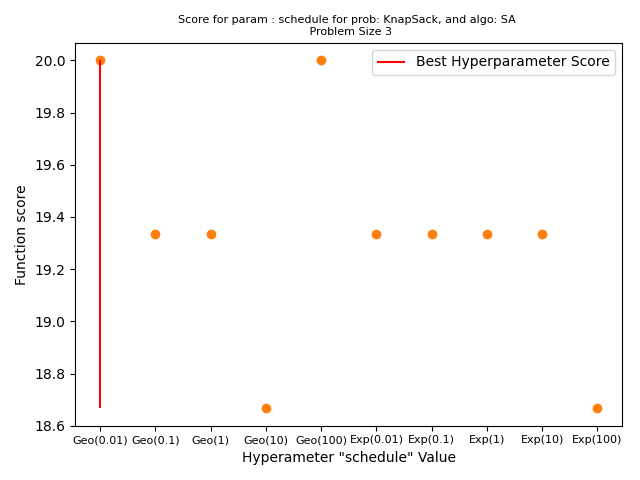 Score for param : schedule for prob: KnapSack, and algo: SA
Problem Size 3
Best Hyperparameter Score
Function score
20.0
19.8
19.6
19.4
19.2
19.0
18.8
18.6
Geo(0.01) Geo(0.1) Geo(1) Geo(10) Geo(100) Exp(0.01) Exp(0.1) Exp(1) Exp(10) Exp(100)
Hyperameter "schedule" Value